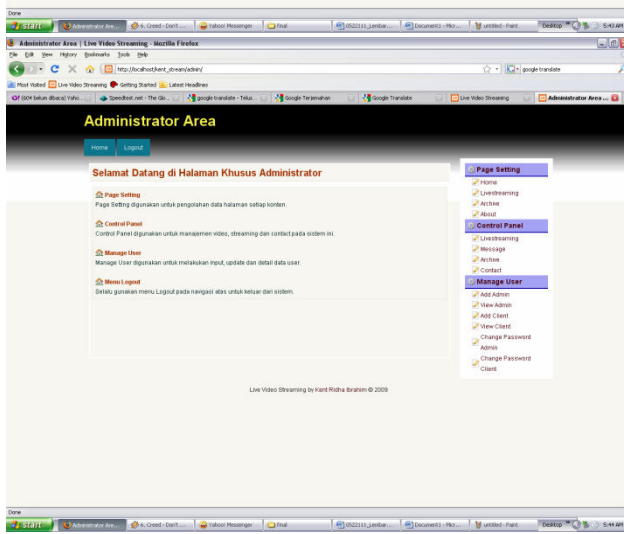 Done
start
Administrator Are...
6. Creed - Don't ...
Yahoo! Messenger
final
0522111_Lembar...
Document1 - Mic...
untitled - Paint
Desktop
5:43 AM
Administrator Area | Live Video Streaming - Mozilla Firefox
File Edit View History Bookmarks Tools Help
http://localhost/kent_stream/admin/
google translate
Most Visited Live Video Streaming Getting Started Latest Headlines
(604 belum dibaca) Yaho...
Speedtest.net - The Glo...
google translate - Telus...
Google Terjemahan
Google Translate
Live Video Streaming
Administrator Area ...
Administrator Area
Home Logout
Selamat Datang di Halaman Khusus Administrator
Page Setting
Page Setting digunakan untuk pengolahan data halaman setiap konten.
Control Panel
Control Panel digunakan untuk manajemen video, streaming dan contact pada sistem ini.
Manage User
Manage User digunakan untuk melakukan input, update dan detail data user.
Menu Logout
Selalu gunakan menu Logout pada navigasi atas untuk keluar dari sistem.
Page Setting
Home
Livestreaming
Archive
About
Control Panel
Livestreaming
Message
Archive
Contact
Manage User
Add Admin
View Admin
Add Client
View Client
Change Password
Admin
Change Password
Client
Live Video Streaming by Kent Ridha Ibrahim © 2009
Done
start
Administrator Are...
6. Creed - Don't ...
Yahoo! Messenger
final
0522111_Lembar...
Document1 - Mic...
untitled - Paint
Desktop
5:44 AM